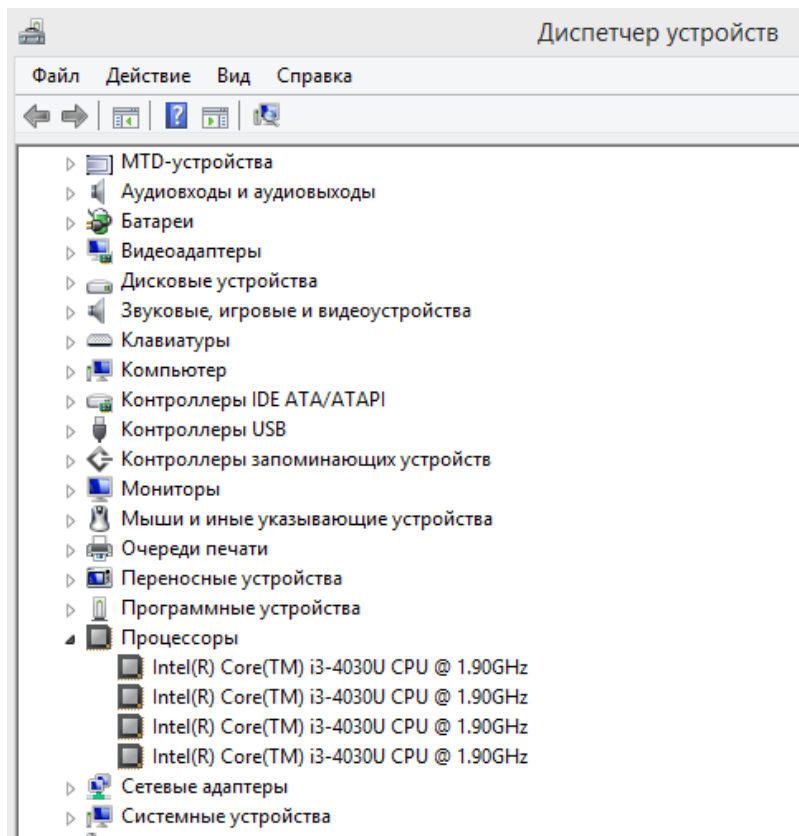 Диспетчер устройств
Файл Действие Вид Справка
MTD-устройства
Аудиовходы и аудиовыходы
Батареи
Видеоадаптеры
Дисковые устройства
Звуковые, игровые и видеоустройства
Клавиатуры
Компьютер
Контроллеры IDE ATA/ATAPI
Контроллеры USB
Контроллеры запоминающих устройств
Мониторы
Мыши и иные указывающие устройства
Очереди печати
Переносные устройства
Программные устройства
Процессоры
Intel(R) Core(TM) i3-4030U CPU @ 1.90GHz
Intel(R) Core(TM) i3-4030U CPU @ 1.90GHz
Intel(R) Core(TM) i3-4030U CPU @ 1.90GHz
Intel(R) Core(TM) i3-4030U CPU @ 1.90GHz
Сетевые адаптеры
Системные устройства